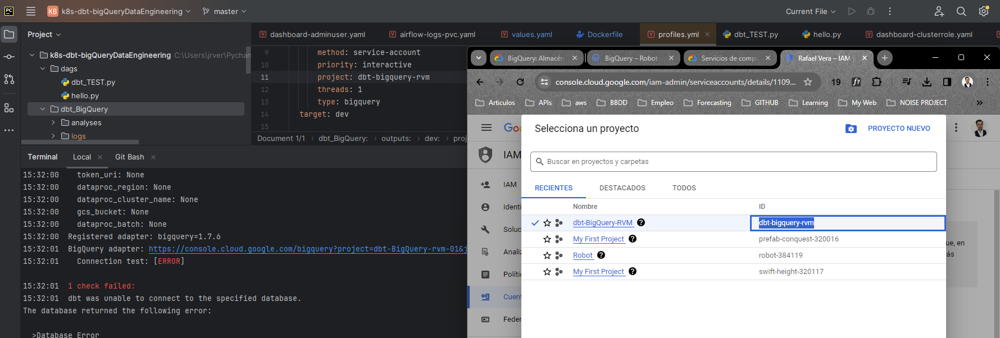 PC
KB k8s-dbt-bigQueryDataEngineering
master
Current File
Project
k8s-dbt-bigQueryDataEngineering C:\Users\jrver\Pychar
dags
dbt_TEST.py
hello.py
dbt_BigQuery
analyses
logs
dashboard-adminuser.yaml
airflow-logs-pvc.yaml
values.yaml
Dockerfile
profiles.yml
dbt_TEST.py
hello.py
dashboard-clusterrole.yaml
9 method: service-account
10 priority: interactive
11 project: dbt-bigquery-rvm
12 threads: 1
13 type: bigquery
14 target: dev
15
Document 1/1 dbt_BigQuery: outputs: dev: proj
Terminal Local Git Bash
15:32:00 token_uri: None
15:32:00 dataproc_region: None
15:32:00 dataproc_cluster_name: None
15:32:00 gcs_bucket: None
15:32:00 dataproc_batch: None
15:32:00 Registered adapter: bigquery=1.7.6
15:32:01 BigQuery adapter: https://console.cloud.google.com/bigquery?project=dbt-BigQuery-rvm-01&j
15:32:01 Connection test: [ERROR]
15:32:01 1 check failed:
15:32:01 dbt was unable to connect to the specified database.
The database returned the following error:
>Database Error
BigQuery: Almacén
BigQuery – Robot -
Servicios de compu
Rafael Vera – IAM y
console.cloud.google.com/iam-admin/serviceaccounts/details/1109...
19
f?
Articulos
APIs
aws
BBDD
Empleo
Forecasting
GITHUB
Learning
My Web
NOISE PROJECT
Goo
IAM
IAM
Identi
Soluc
Analiz
Políti
Cuent
Feder
Selecciona un proyecto
PROYECTO NUEVO
Buscar en proyectos y carpetas
RECIENTES DESTACADOS TODOS
Nombre ID
dbt-BigQuery-RVM dbt-bigquery-rvm
My First Project prefab-conquest-320016
Robot robot-384119
My First Project swift-height-320117
ue, en
ás